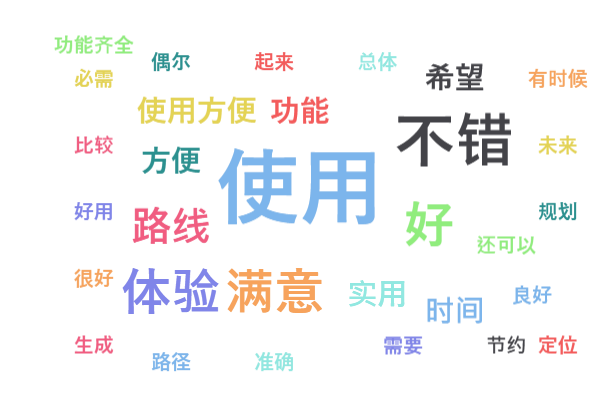 功能齐全
偶尔
起来
总体
希望
有时候
必需
使用方便
功能
不错
比较
方便
使用
未来
好用
路线
好
规划
还可以
很好
体验
满意
实用
时间
良好
生成
路径
准确
需要
节约
定位